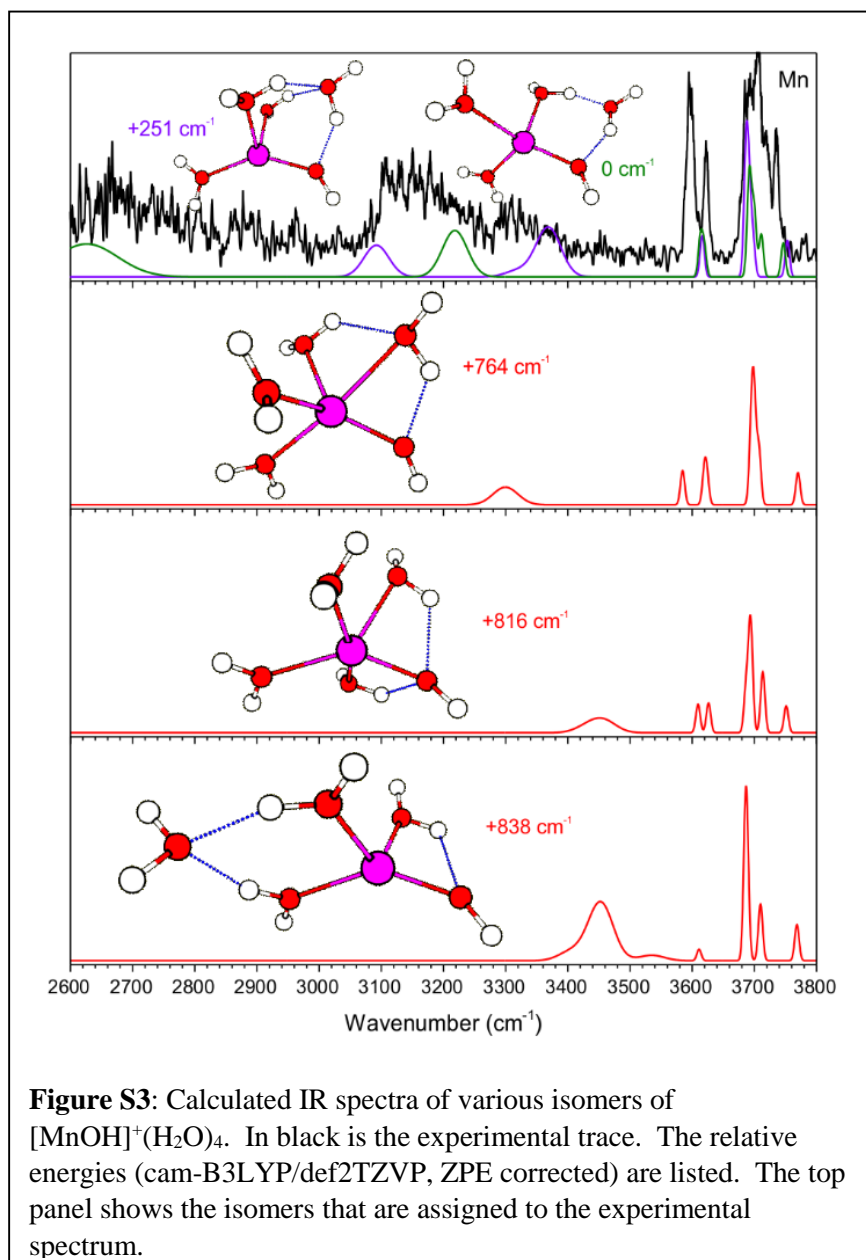 Mn
+251 cm-1
0 cm-1
+764 cm-1
+816 cm-1
+838 cm-1
2600 2700 2800 2900 3000 3100 3200 3300 3400 3500 3600 3700 3800
Wavenumber (cm-1)
Figure S3: Calculated IR spectra of various isomers of
[MnOH]+(H2O)4. In black is the experimental trace. The relative
energies (cam-B3LYP/def2TZVP, ZPE corrected) are listed. The top
panel shows the isomers that are assigned to the experimental
spectrum.